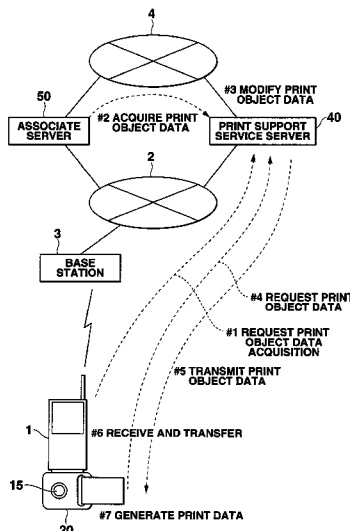 4
50
#3 MODIFY PRINT
OBJECT DATA
40
ASSOCIATE
SERVER
#2 ACQUIRE PRINT
OBJECT DATA
PRINT SUPPORT
SERVICE SERVER
2
3
BASE
STATION
#4 REQUEST PRINT
OBJECT DATA
#1 REQUEST PRINT
OBJECT DATA
ACQUISITION
#5 TRANSMIT PRINT
OBJECT DATA
1
#6 RECEIVE AND TRANSFER
15
#7 GENERATE PRINT DATA
20